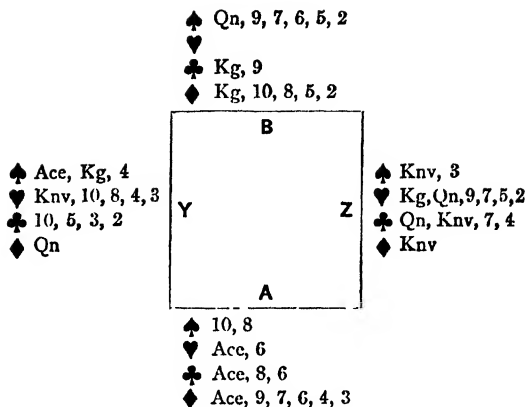 ♠ Qn, 9, 7, 6, 5, 2
♥
♣ Kg, 9
♦ Kg, 10, 8, 5, 2
B
♠ Ace, Kg, 4
♥ Knv, 10, 8, 4, 3
♣ 10, 5, 3, 2
♦ Qn
Y
Z
♠ Knv, 3
♥ Kg,Qn,9,7,5,2
♣ Qn, Knv, 7, 4
♦ Knv
A
♠ 10, 8
♥ Ace, 6
♣ Ace, 8, 6
♦ Ace, 9, 7, 6, 4, 3